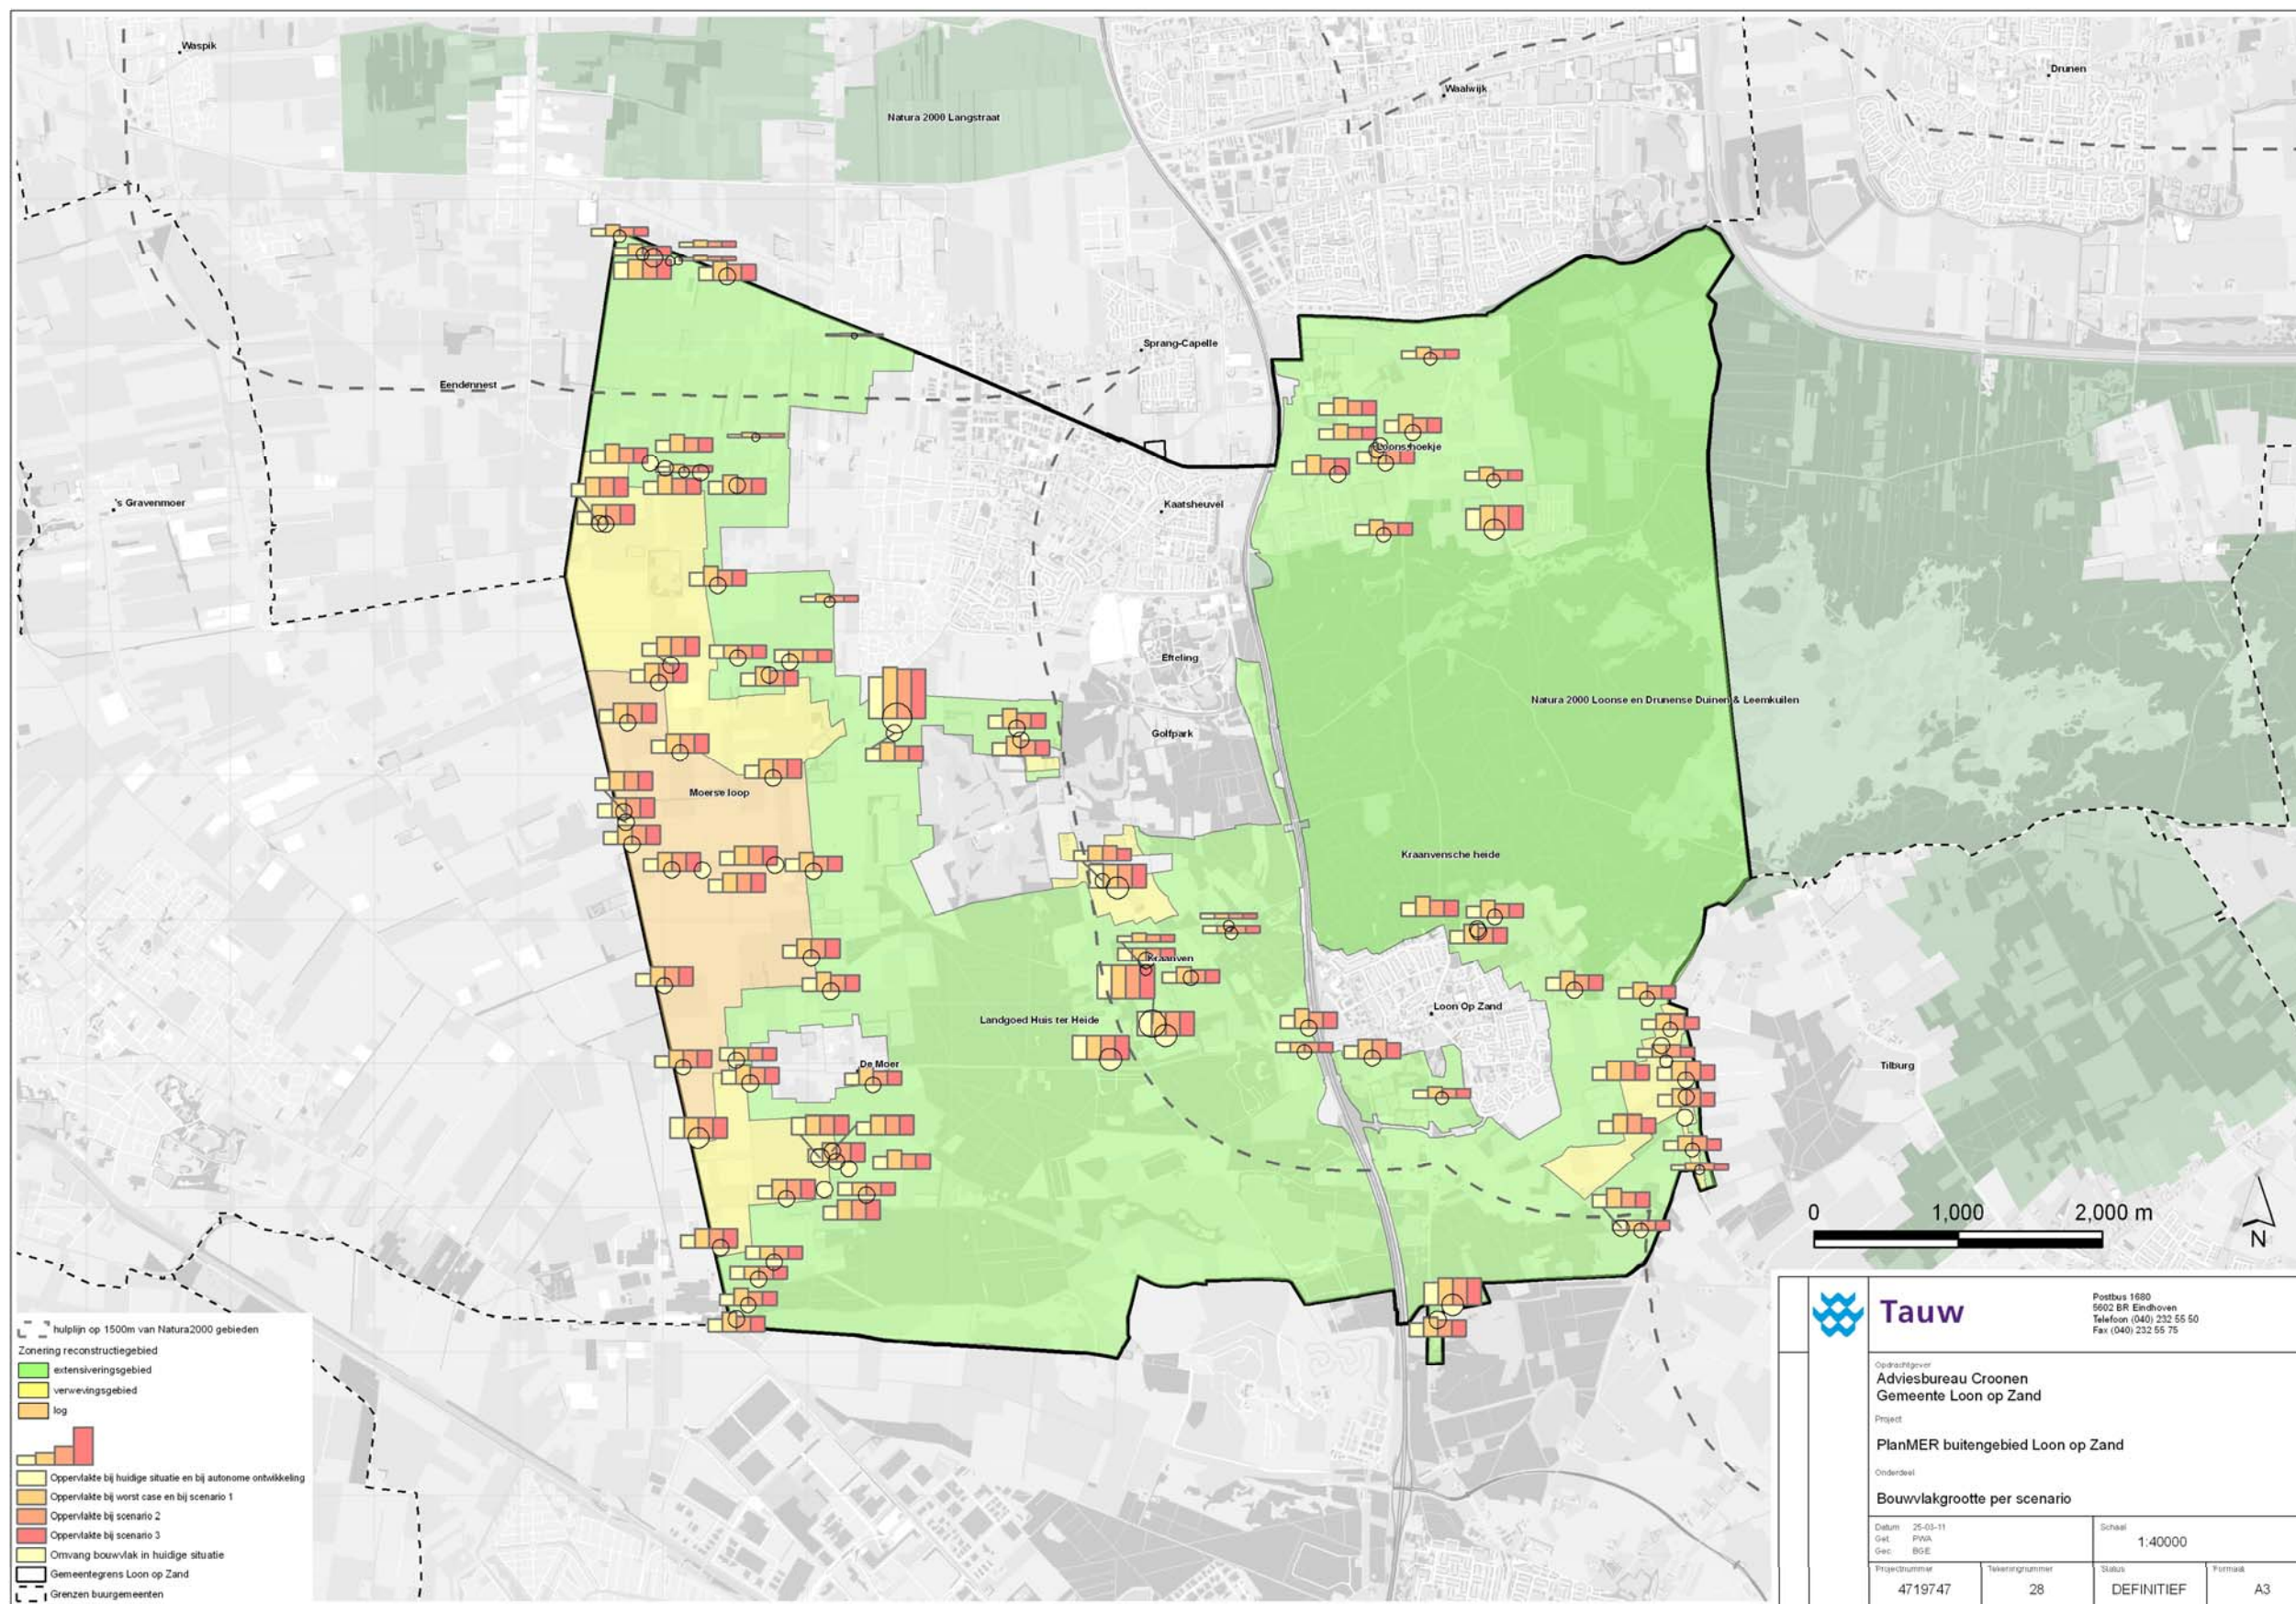 Waspik
Natura 2000 Langstraat
Waalwijk
Drunen
Sprang-Capelle
Eendennest
Loonshoekje
's Gravenmoer
Kaatsheuvel
Efteling
Natura 2000 Loonse en Drunense Duinen & Leemkuilen
Golfpark
Moerse loop
Kraanvensche heide
Kraanven
Loon Op Zand
Landgoed Huis ter Heide
De Moer
Tilburg
0 1,000 2,000 m
N
hulplijn op 1500m van Natura2000 gebieden
Zonering reconstructiegebied
extensiveringsgebied
verwevingsgebied
log
Oppervlakte bij huidige situatie en bij autonome ontwikkeling
Oppervlakte bij worst case en bij scenario 1
Oppervlakte bij scenario 2
Oppervlakte bij scenario 3
Omvang bouwvlak in huidige situatie
Gemeentegrens Loon op Zand
Grenzen buurgemeenten
Tauw
Postbus 1680
5602 BR Eindhoven
Telefoon (040) 232 55 50
Fax (040) 232 55 75
Opdrachtgever
Adviesbureau Croonen
Gemeente Loon op Zand
Project
PlanMER buitengebied Loon op Zand
Onderdeel
Bouwvlakgrootte per scenario
Datum 25-03-11
Get. PWA
Gec. BGE
Schaal
1:40000
Projectnummer
4719747
Tekeningnummer
28
Status
DEFINITIEF
Formaat
A3